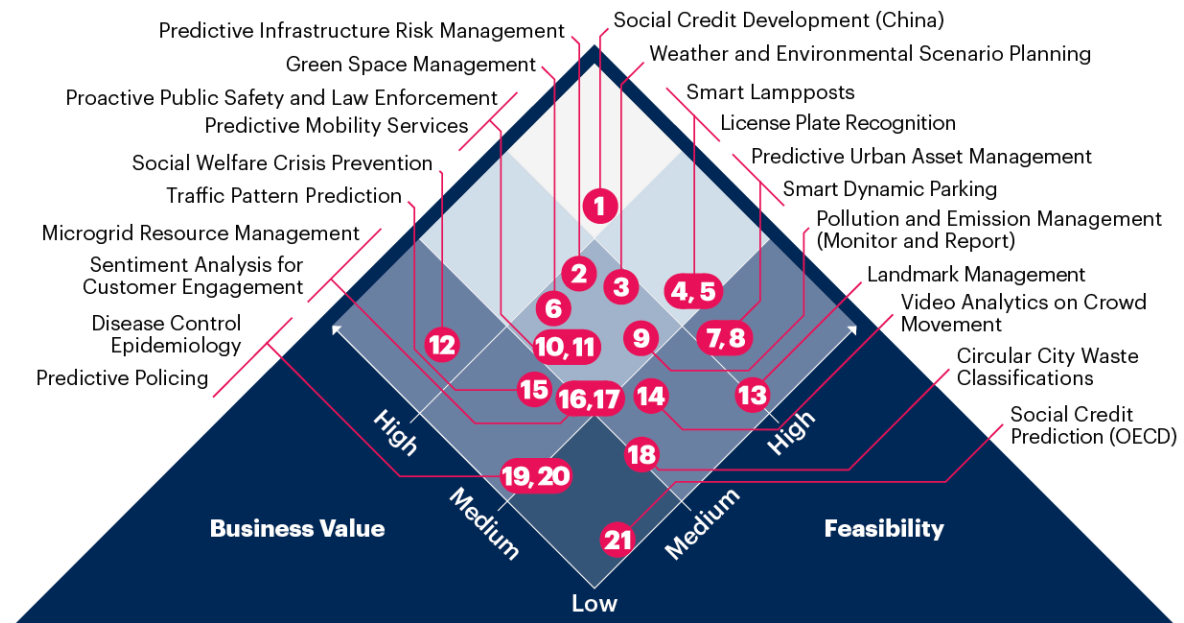 Social Credit Development (China)
Predictive Infrastructure Risk Management
Weather and Environmental Scenario Planning
Green Space Management
Smart Lampposts
Proactive Public Safety and Law Enforcement
License Plate Recognition
Predictive Mobility Services
Predictive Urban Asset Management
Social Welfare Crisis Prevention
Smart Dynamic Parking
Traffic Pattern Prediction
Pollution and Emission Management
(Monitor and Report)
Microgrid Resource Management
Sentiment Analysis for
Customer Engagement
Landmark Management
Video Analytics on Crowd
Movement
Disease Control
Epidemiology
Circular City Waste
Classifications
Predictive Policing
Social Credit
Prediction (OECD)
1
2
3
4, 5
6
7, 8
9
10, 11
12
13
14
15
16, 17
18
19, 20
21
High
High
Medium
Medium
Business Value
Feasibility
Low